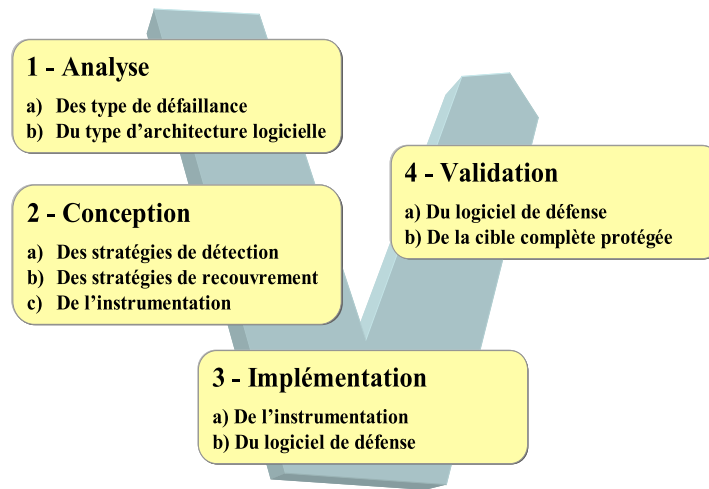 1 - Analyse
a) Des type de défaillance
b) Du type d’architecture logicielle
2 - Conception
a) Des stratégies de détection
b) Des stratégies de recouvrement
c) De l’instrumentation
3 - Implémentation
a) De l’instrumentation
b) Du logiciel de défense
4 - Validation
a) Du logiciel de défense
b) De la cible complète protégée